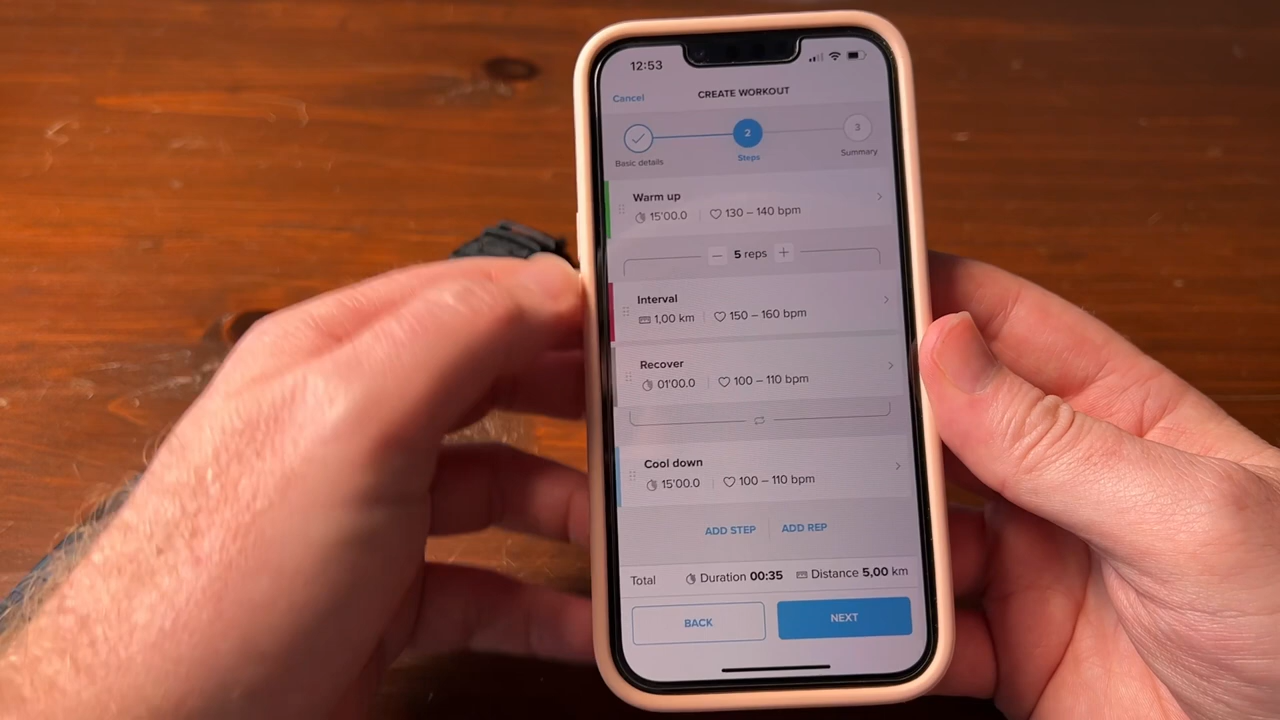 12:53
Cancel
CREATE WORKOUT
2
3
Basic details
Steps
Summary
Warm up
15'00.0 130 – 140 bpm
– 5 reps +
Interval
1,00 km 150 – 160 bpm
Recover
01'00.0 100 – 110 bpm
Cool down
15'00.0 100 – 110 bpm
ADD STEP ADD REP
Total Duration 00:35 Distance 5,00 km
BACK NEXT